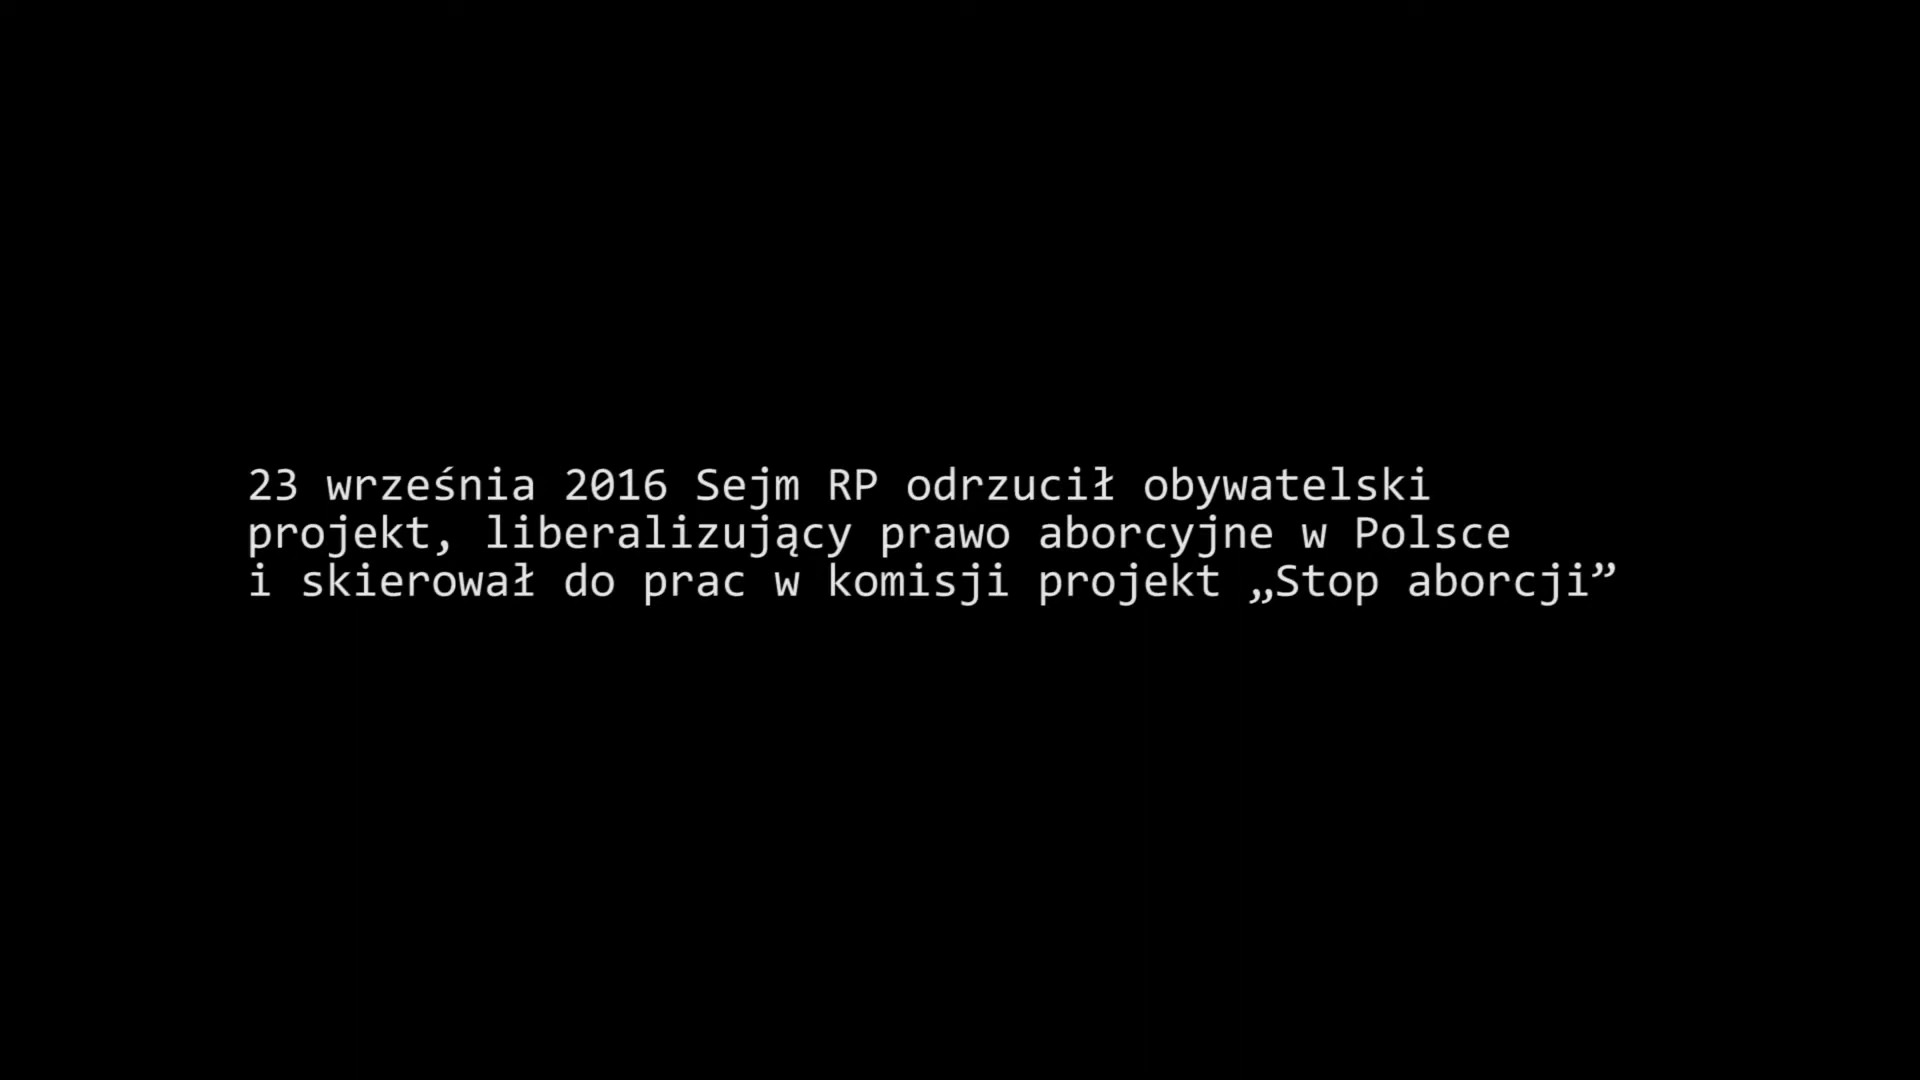 23 września 2016 Sejm RP odrzucił obywatelski
projekt, liberalizujący prawo aborcyjne w Polsce
i skierował do prac w komisji projekt „Stop aborcji”